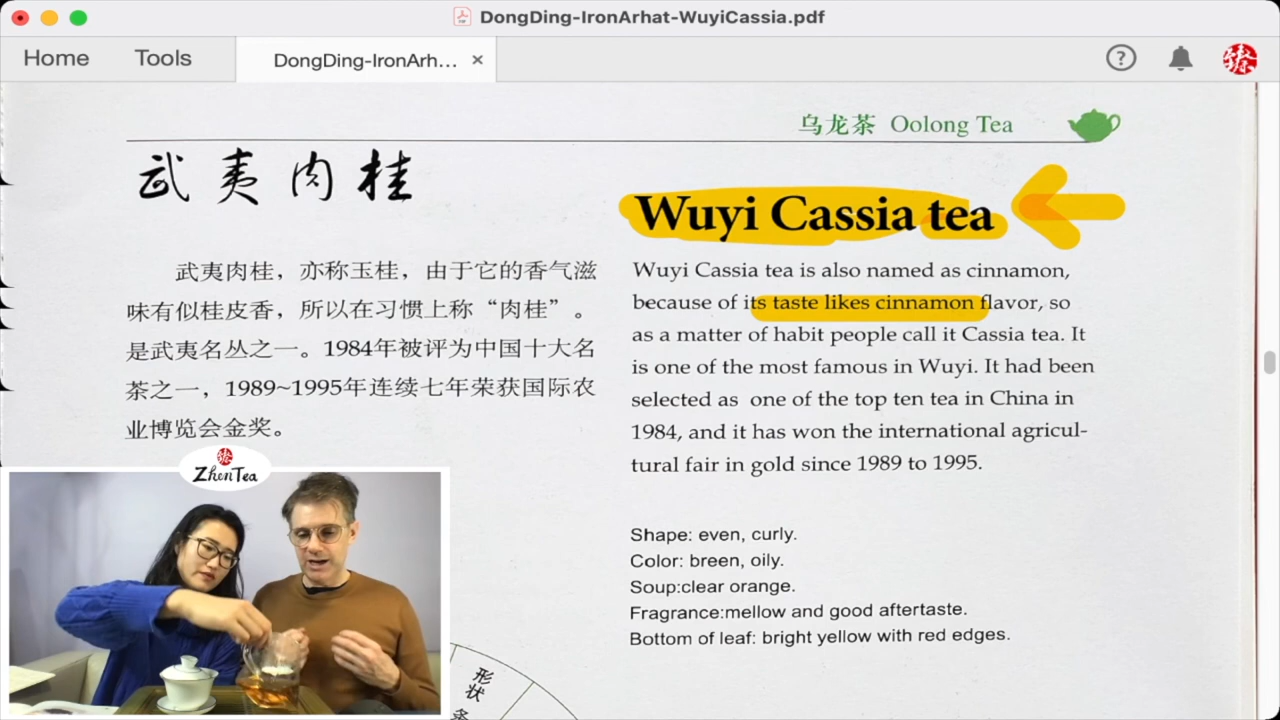 DongDing-IronArhat-WuyiCassia.pdf
Home
Tools
DongDing-IronArh...
乌龙茶 Oolong Tea
武夷肉桂
武夷肉桂，亦称玉桂，由于它的香气滋
味有似桂皮香，所以在习惯上称“肉桂”。
是武夷名丛之一。1984年被评为中国十大名
茶之一，1989~1995年连续七年荣获国际农
业博览会金奖。
Wuyi Cassia tea
Wuyi Cassia tea is also named as cinnamon,
because of its taste likes cinnamon flavor, so
as a matter of habit people call it Cassia tea. It
is one of the most famous in Wuyi. It had been
selected as one of the top ten tea in China in
1984, and it has won the international agricul-
tural fair in gold since 1989 to 1995.
Shape: even, curly.
Color: breen, oily.
Soup:clear orange.
Fragrance:mellow and good aftertaste.
Bottom of leaf: bright yellow with red edges.
ZhenTea
形状